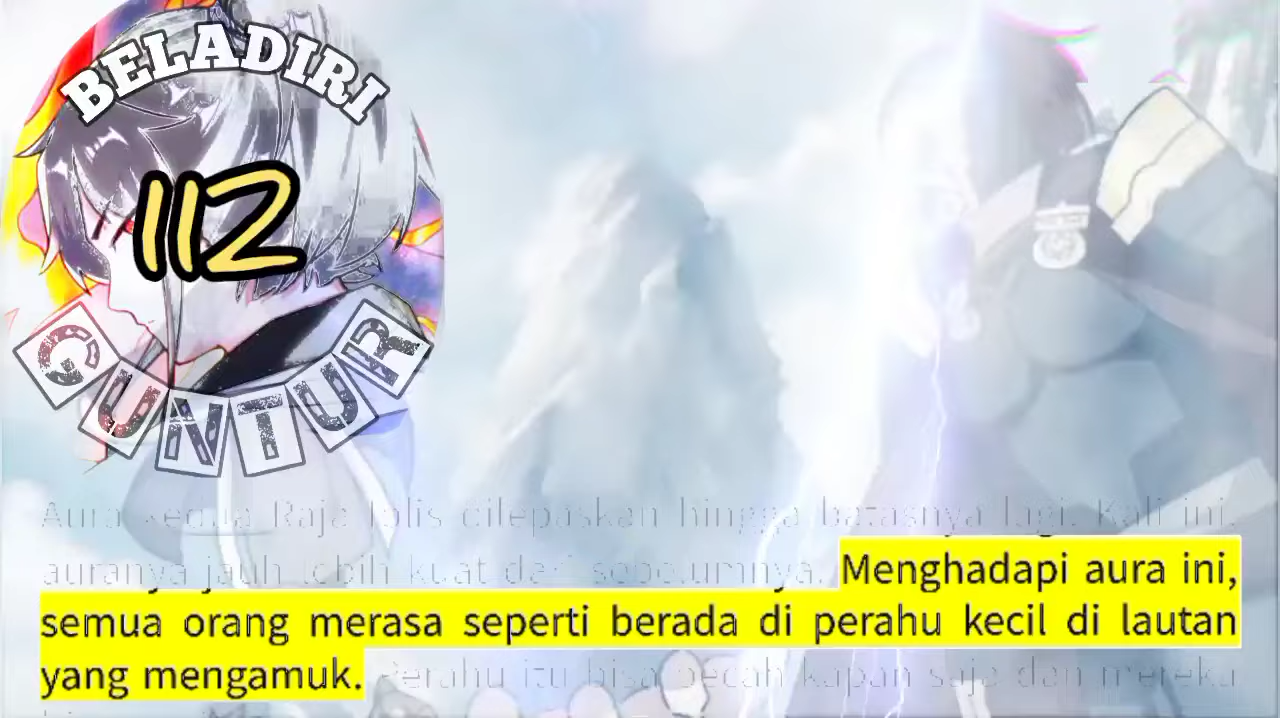 BELADIRI
112
GUNTUR
Aura kedua Raja Iblis dilepaskan hingga batasnya lagi. Kali ini,
auranya jauh lebih kuat dari sebelumnya. Menghadapi aura ini,
semua orang merasa seperti berada di perahu kecil di lautan
yang mengamuk. Perahu itu bisa pecah kapan saja dan mereka